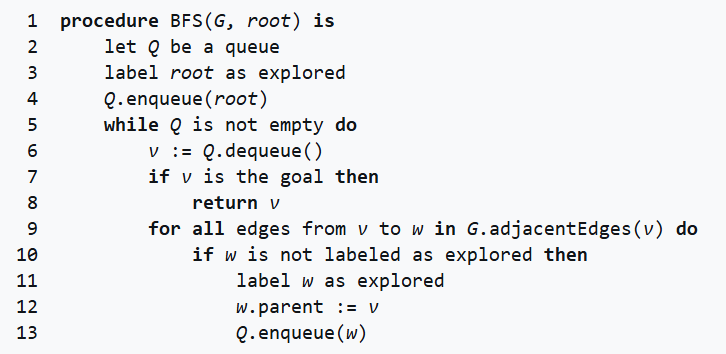 1 procedure BFS(G, root) is
2 let Q be a queue
3 label root as explored
4 Q.enqueue(root)
5 while Q is not empty do
6 v := Q.dequeue()
7 if v is the goal then
8 return v
9 for all edges from v to w in G.adjacentEdges(v) do
10 if w is not labeled as explored then
11 label w as explored
12 w.parent := v
13 Q.enqueue(w)